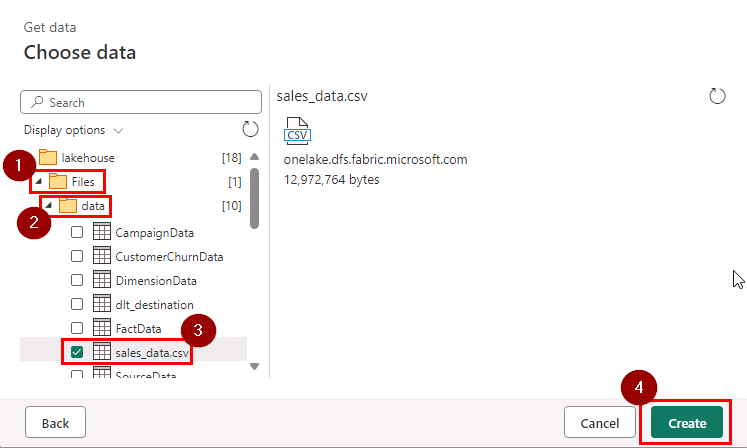 Get data
Choose data
Search
Display options
lakehouse [18]
1
Files [1]
data [10]
2
CampaignData
CustomerChurnData
DimensionData
dlt_destination
FactData
3
sales_data.csv
SourceData
sales_data.csv
CSV
onelake.dfs.fabric.microsoft.com
12,972,764 bytes
4
Back
Cancel
Create